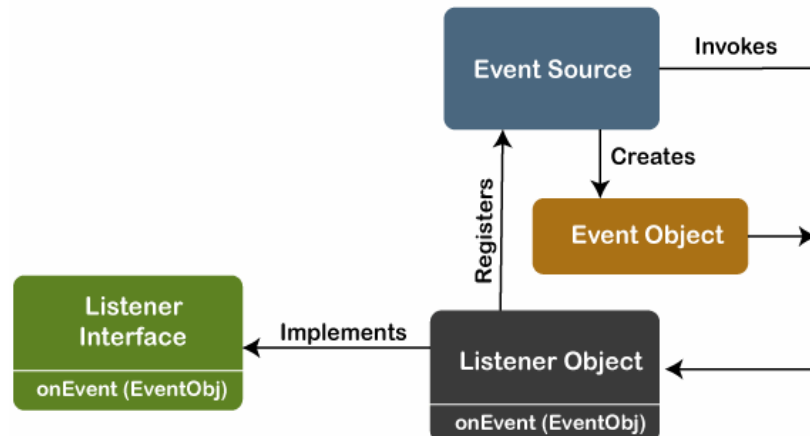 Event Source
Invokes
Creates
Registers
Event Object
Listener
Interface
onEvent (EventObj)
Implements
Listener Object
onEvent (EventObj)